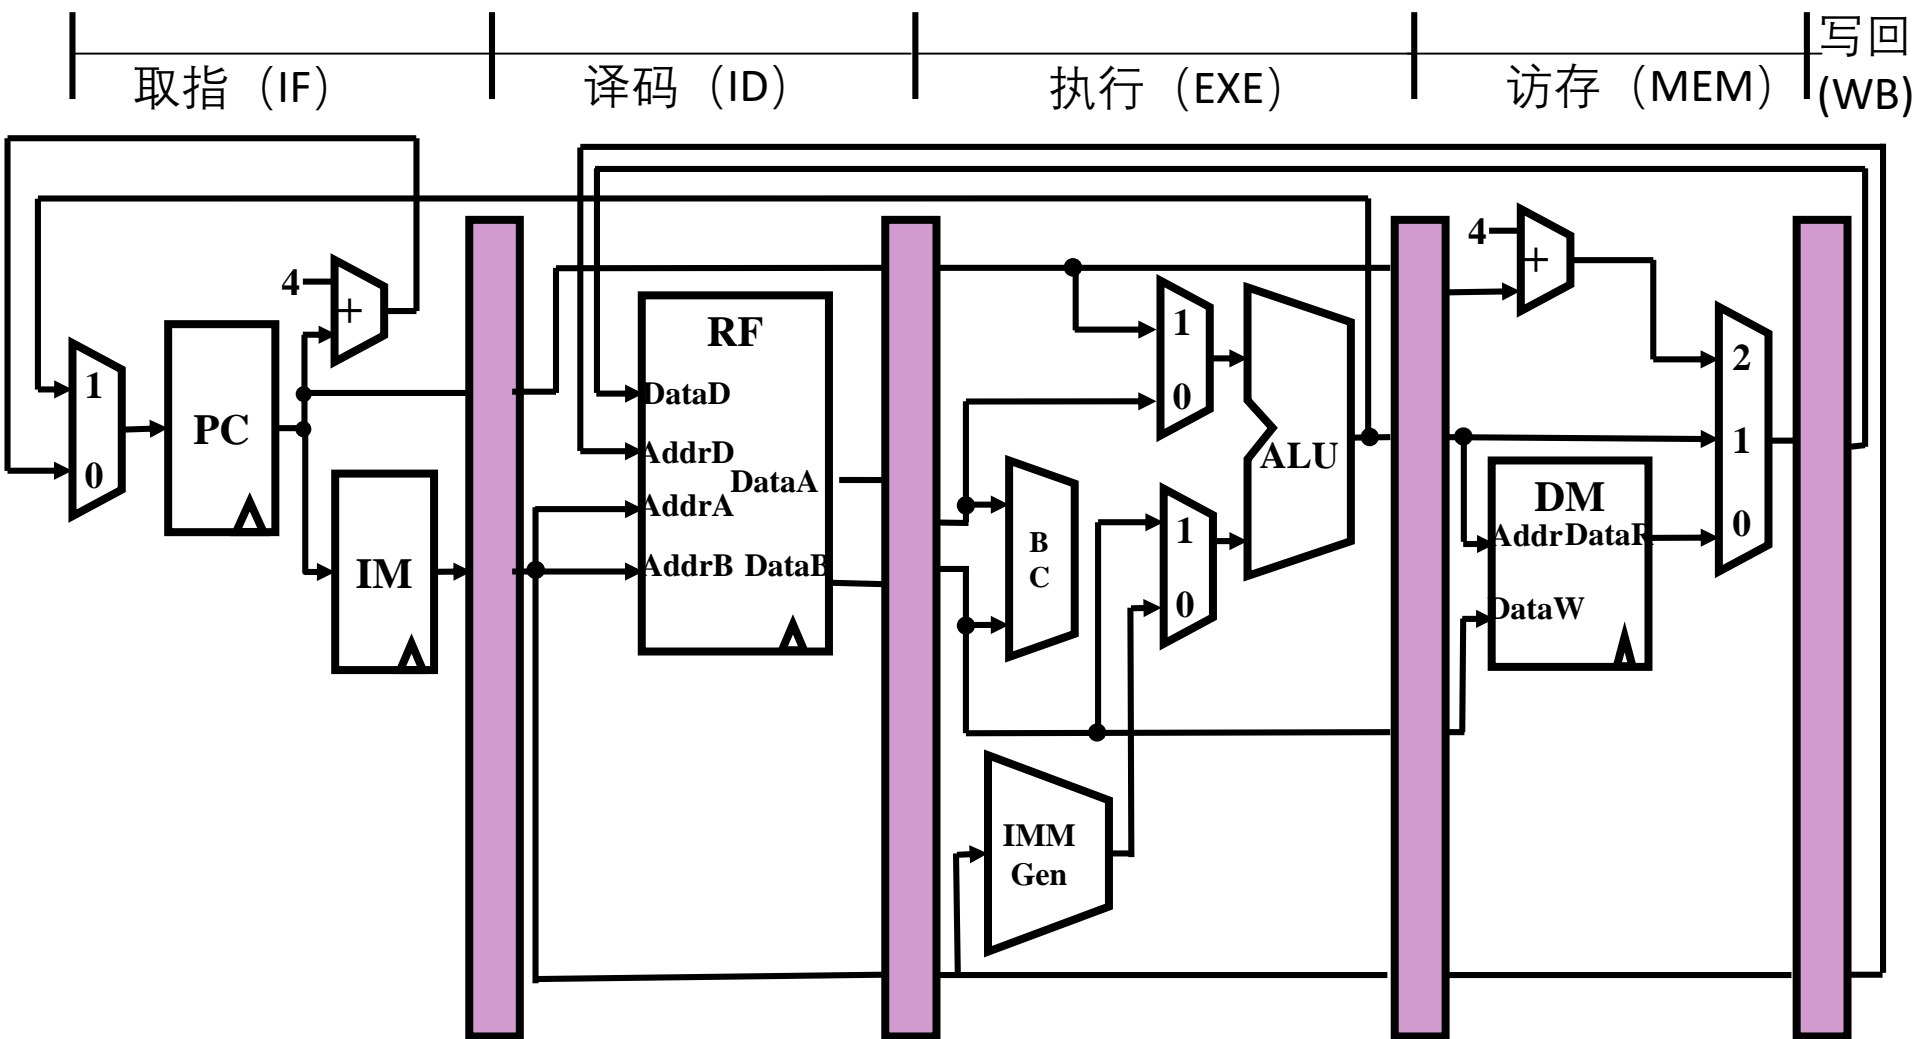 取指（IF）
译码（ID）
执行（EXE）
访存（MEM）
写回
(WB)
4
+
1
0
PC
IM
RF
DataD
AddrD
DataA
AddrA
AddrB DataB
B
C
1
0
1
0
ALU
IMM
Gen
4
+
DM
Addr DataR
DataW
2
1
0